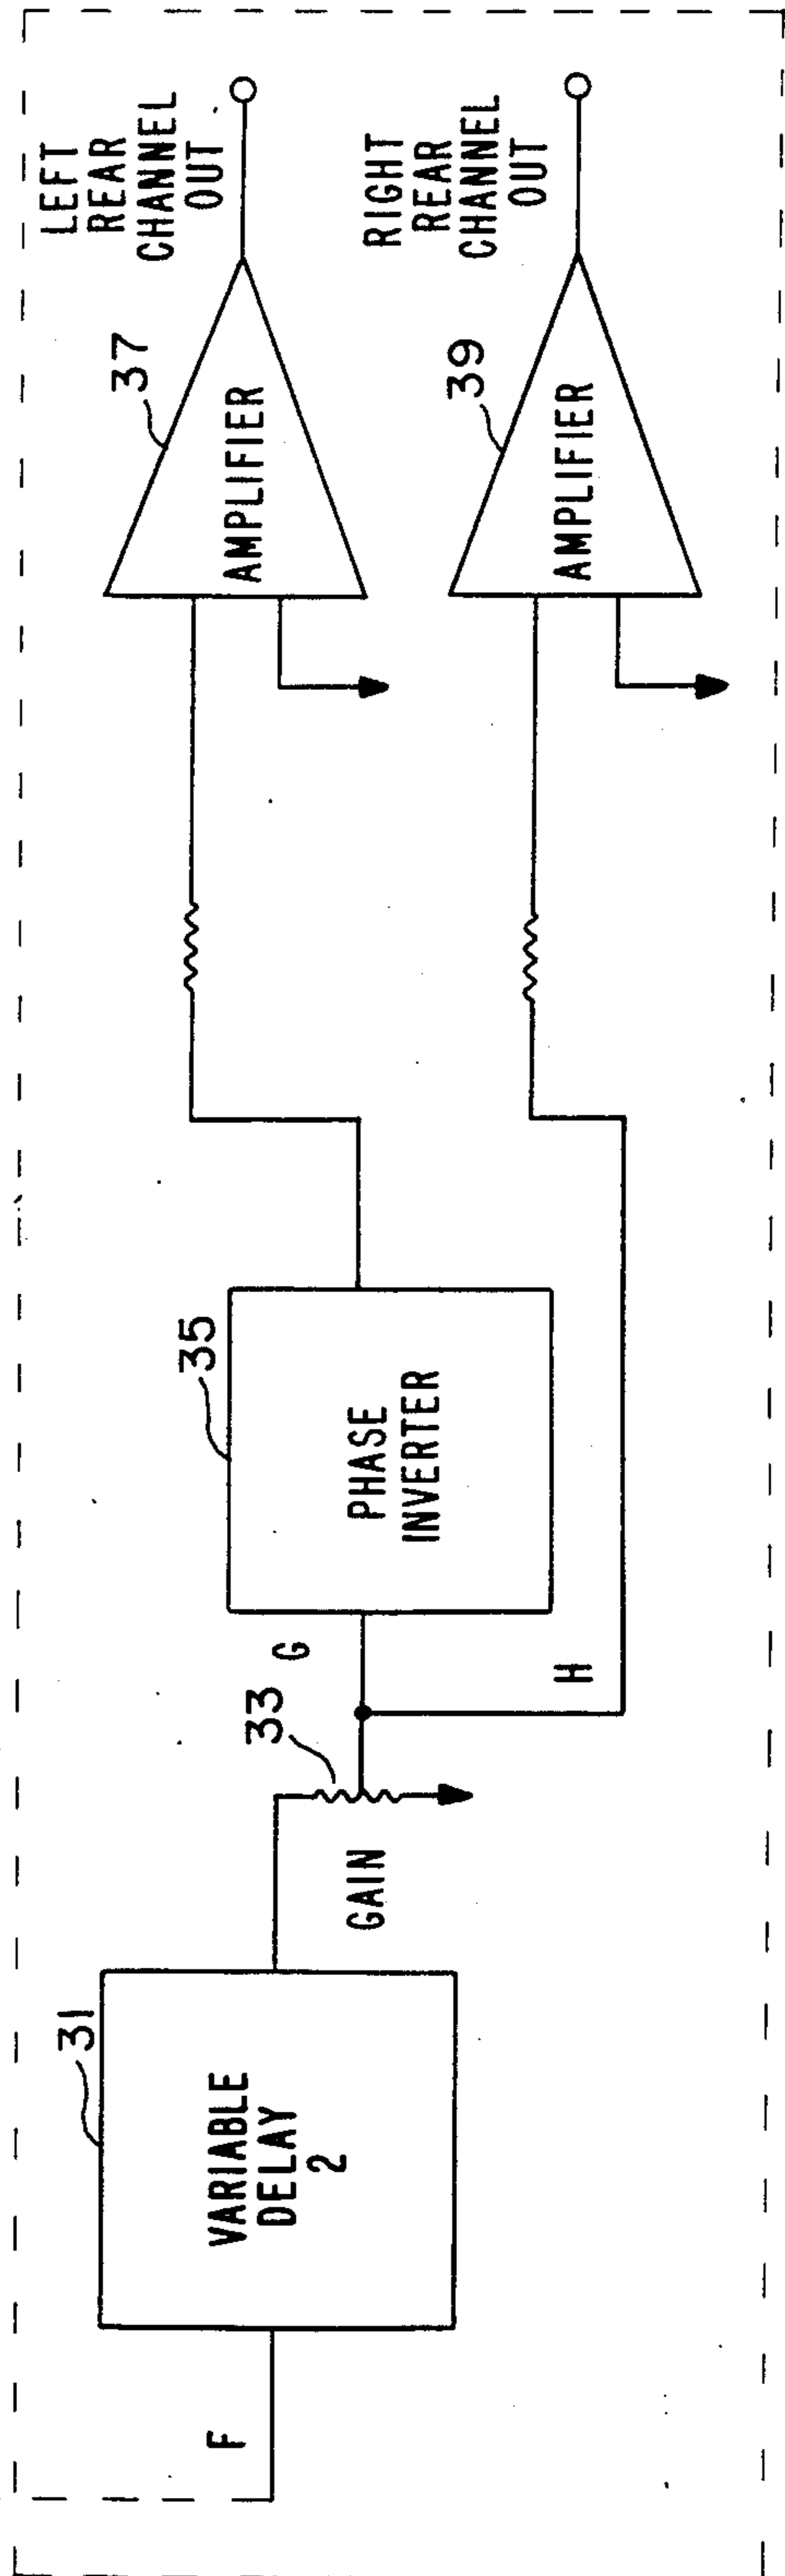 F
31
VARIABLE
DELAY
2
GAIN
33
G
H
35
PHASE
INVERTER
37
AMPLIFIER
LEFT
REAR
CHANNEL
OUT
39
AMPLIFIER
RIGHT
REAR
CHANNEL
OUT